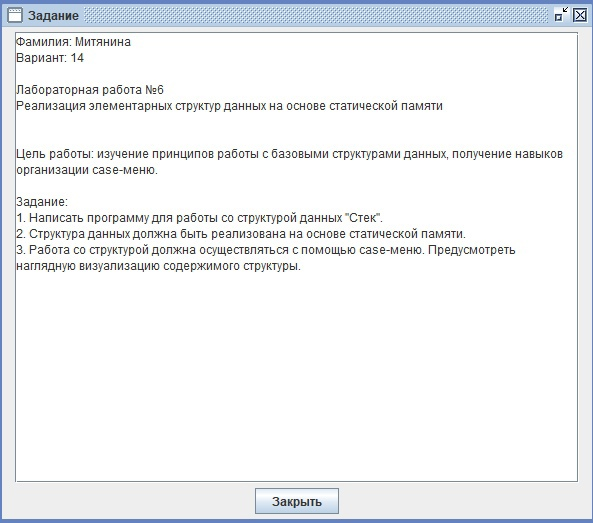 Задание
Фамилия: Митянина
Вариант: 14
Лабораторная работа №6
Реализация элементарных структур данных на основе статической памяти
Цель работы: изучение принципов работы с базовыми структурами данных, получение навыков
организации case-меню.
Задание:
1. Написать программу для работы со структурой данных "Стек".
2. Структура данных должна быть реализована на основе статической памяти.
3. Работа со структурой должна осуществляться с помощью case-меню. Предусмотреть
наглядную визуализацию содержимого структуры.
Закрыть